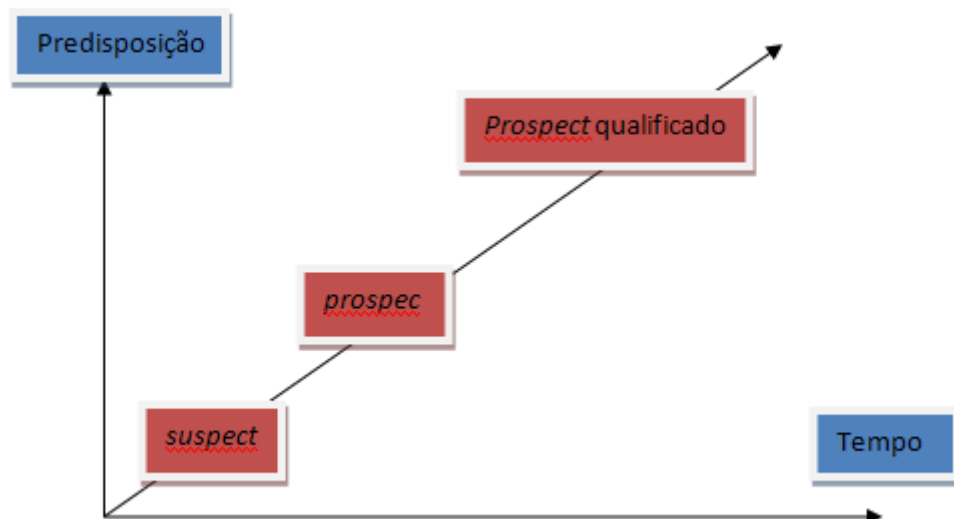 Predisposição
Prospect qualificado
prospec
suspect
Tempo